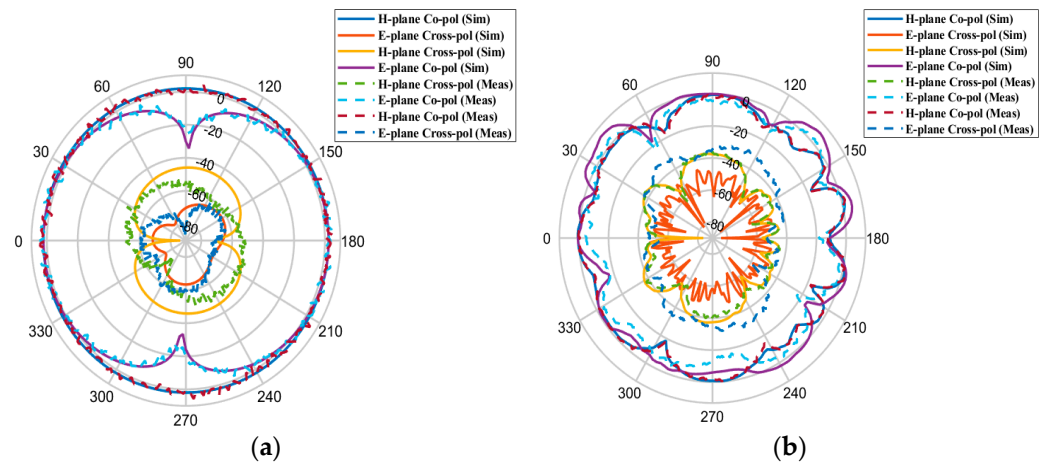 H-plane Co-pol (Sim)
E-plane Cross-pol (Sim)
H-plane Cross-pol (Sim)
E-plane Co-pol (Sim)
H-plane Cross-pol (Meas)
E-plane Co-pol (Meas)
H-plane Co-pol (Meas)
E-plane Cross-pol (Meas)
90
60
120
0
-20
30
150
-40
-60
-80
0
180
330
210
300
240
270
(a)
H-plane Co-pol (Sim)
E-plane Cross-pol (Sim)
H-plane Cross-pol (Sim)
E-plane Co-pol (Sim)
H-plane Cross-pol (Meas)
E-plane Co-pol (Meas)
H-plane Co-pol (Meas)
E-plane Cross-pol (Meas)
90
60
120
0
-20
30
150
-40
-60
-80
0
180
330
210
300
240
270
(b)